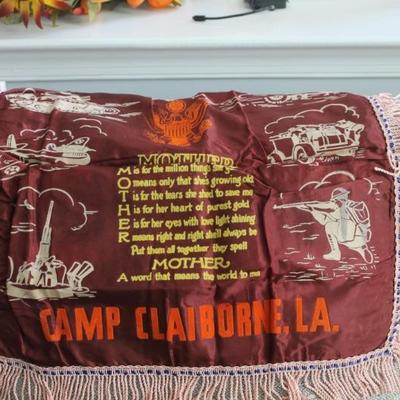 MOTHER
M is for the million things she
O means only that she's growing old
T is for the tears she shed to save me
H is for her heart of purest gold
E is for her eyes with love light shining
R means right and right she'll always be
Put them all together they spell
MOTHER
A word that means the world to me
CAMP CLAIBORNE, LA.